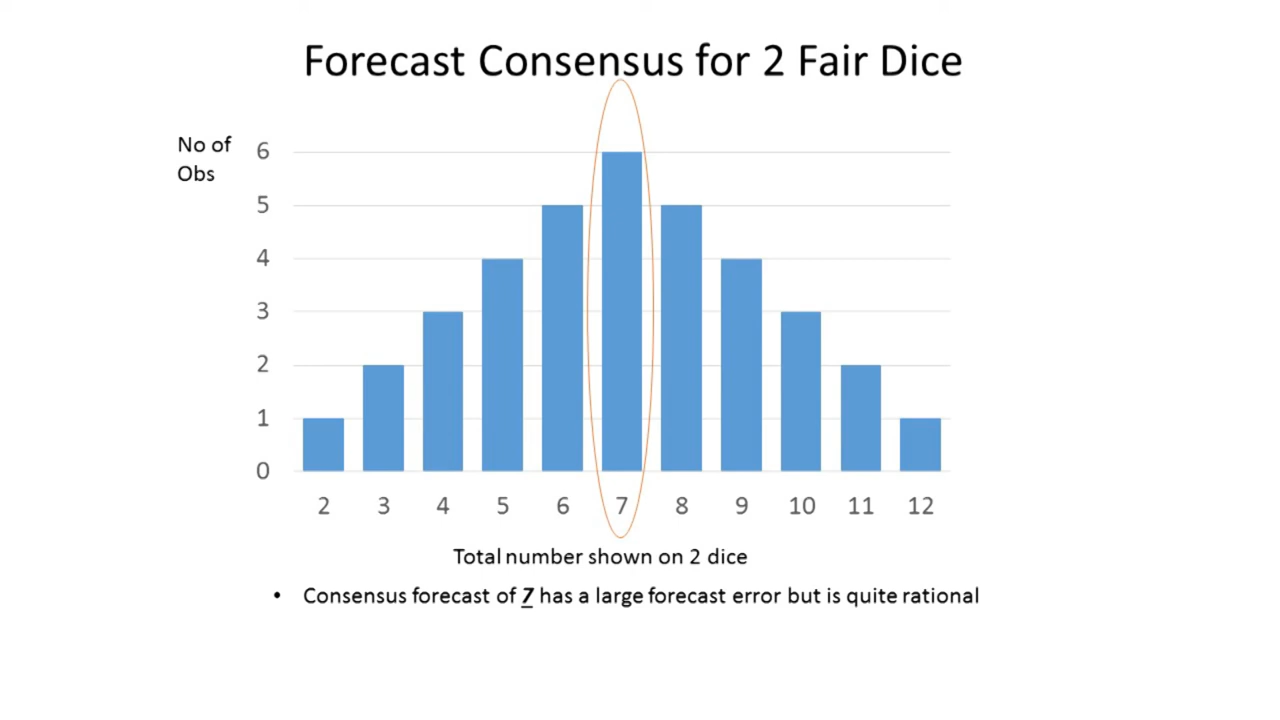 Forecast Consensus for 2 Fair Dice
No of
Obs
6
5
4
3
2
1
0
2 3 4 5 6 7 8 9 10 11 12
Total number shown on 2 dice
• Consensus forecast of 7 has a large forecast error but is quite rational